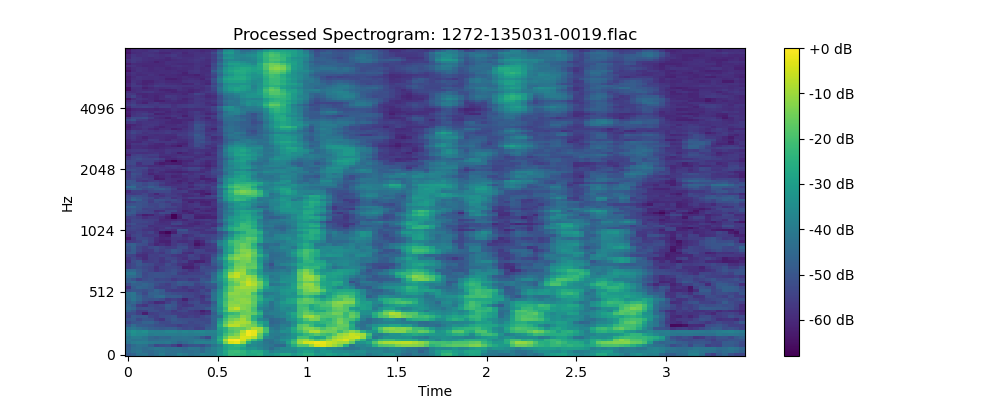 Processed Spectrogram: 1272-135031-0019.flac
+0 dB
4096
-10 dB
-20 dB
2048
-30 dB
Hz
1024
-40 dB
-50 dB
512
-60 dB
0
0 0.5 1 1.5 2 2.5 3
Time